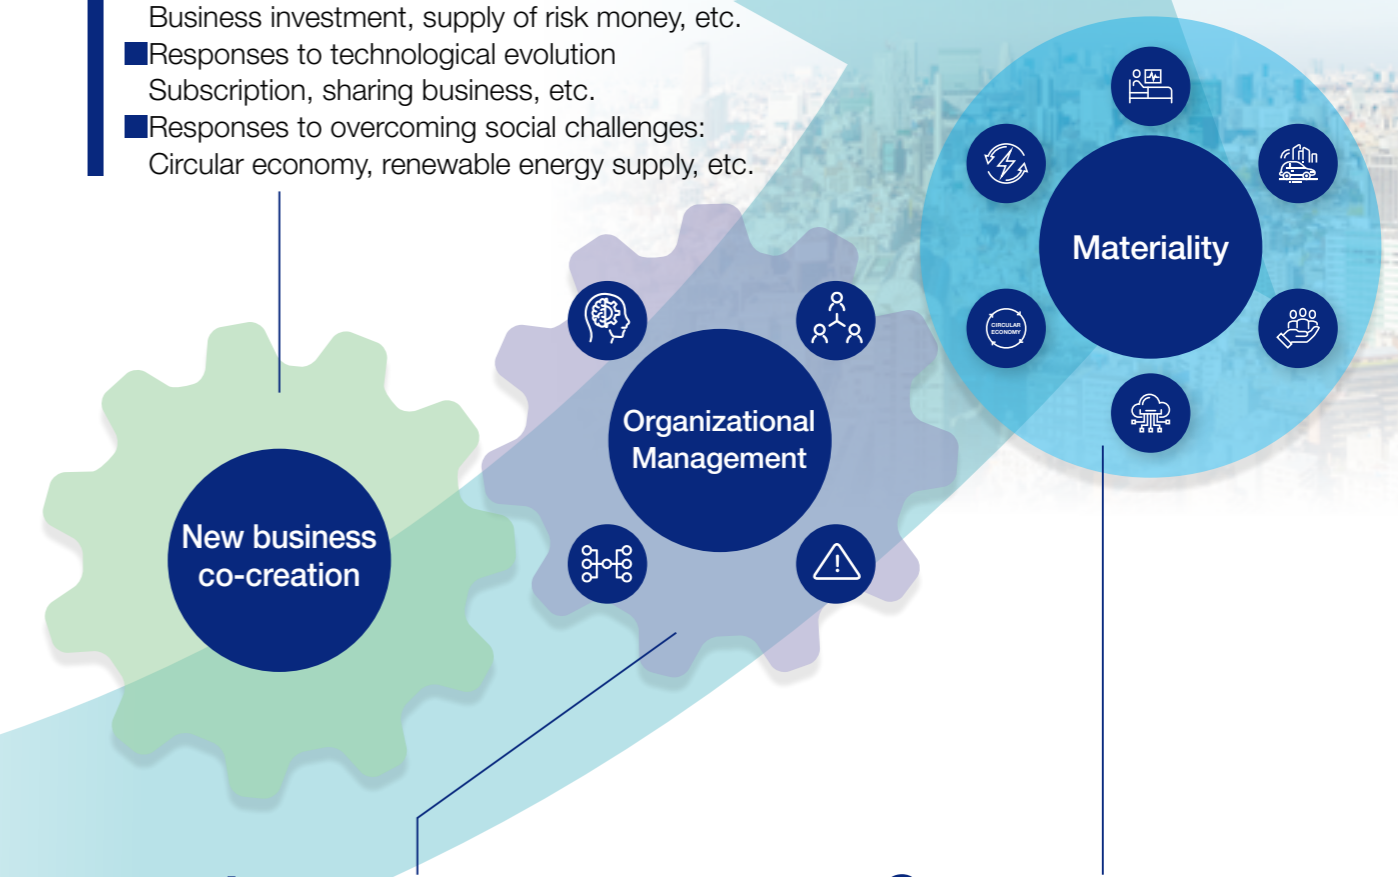 Business investment, supply of risk money, etc.
Responses to technological evolution
Subscription, sharing business, etc.
Responses to overcoming social challenges:
Circular economy, renewable energy supply, etc.
Materiality
CIRCULAR
ECONOMY
Organizational
Management
New business
co-creation